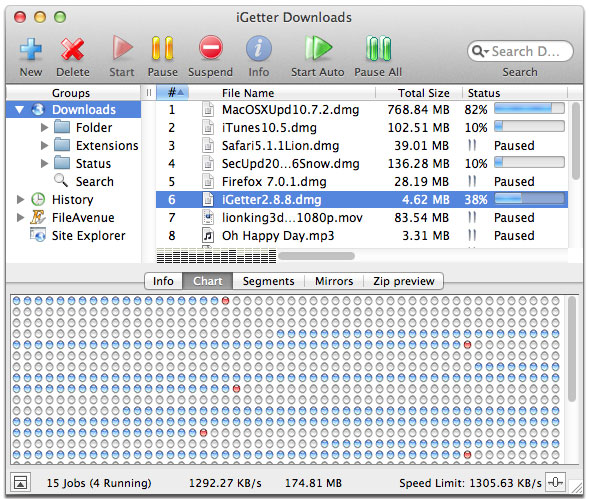 iGetter Downloads
New Delete Start Pause Suspend Info Start Auto Pause All Search D...
Search
Groups
# File Name Total Size Status
Downloads
Folder
Extensions
Status
Search
History
FileAvenue
Site Explorer
1 MacOSXUpd10.7.2.dmg 768.84 MB 82%
2 iTunes10.5.dmg 102.51 MB 10%
3 Safari5.1.1Lion.dmg 39.01 MB Paused
4 SecUpd20...6Snow.dmg 136.28 MB 10%
5 Firefox 7.0.1.dmg 28.19 MB Paused
6 iGetter2.8.8.dmg 4.62 MB 38%
7 lionking3d...1080p.mov 83.54 MB Paused
8 Oh Happy Day.mp3 3.31 MB Paused
Info Chart Segments Mirrors Zip preview
15 Jobs (4 Running) 1292.27 KB/s 174.81 MB Speed Limit: 1305.63 KB/s